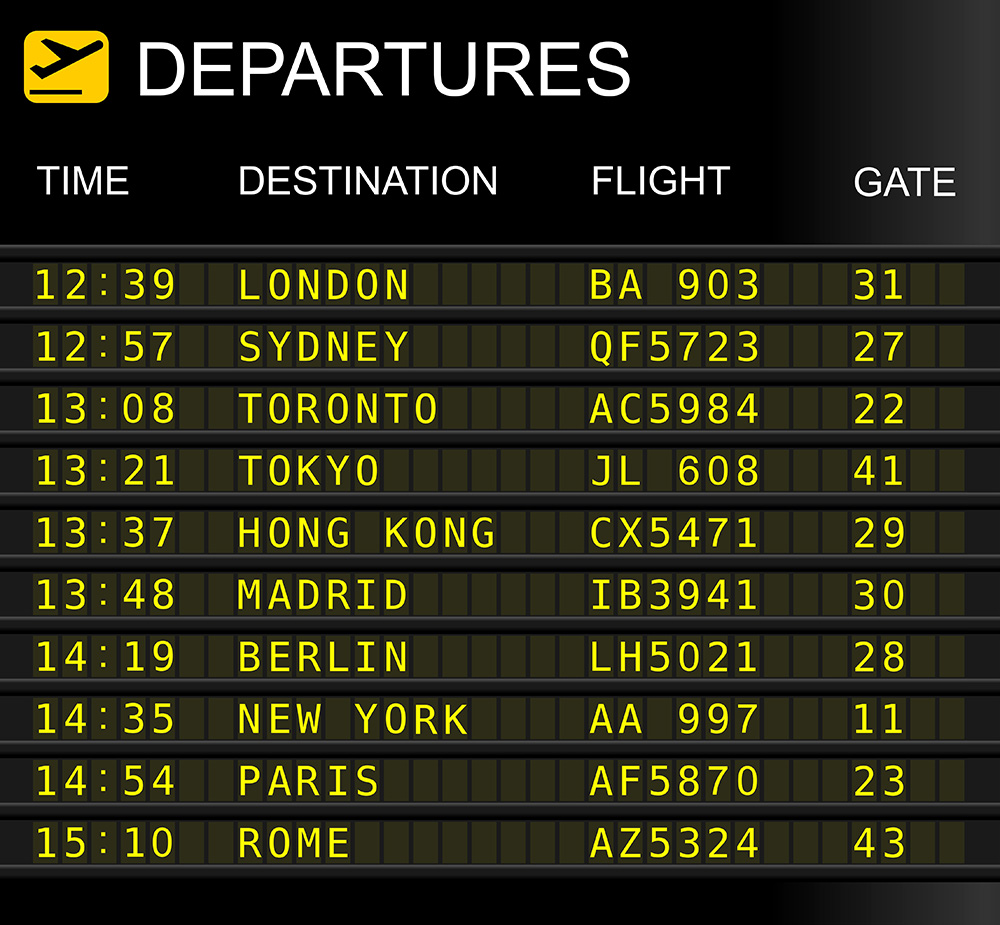 DEPARTURES
TIME DESTINATION FLIGHT GATE
12:39 LONDON BA 903 31
12:57 SYDNEY QF5723 27
13:08 TORONTO AC5984 22
13:21 TOKYO JL 608 41
13:37 HONG KONG CX5471 29
13:48 MADRID IB3941 30
14:19 BERLIN LH5021 28
14:35 NEW YORK AA 997 11
14:54 PARIS AF5870 23
15:10 ROME AZ5324 43